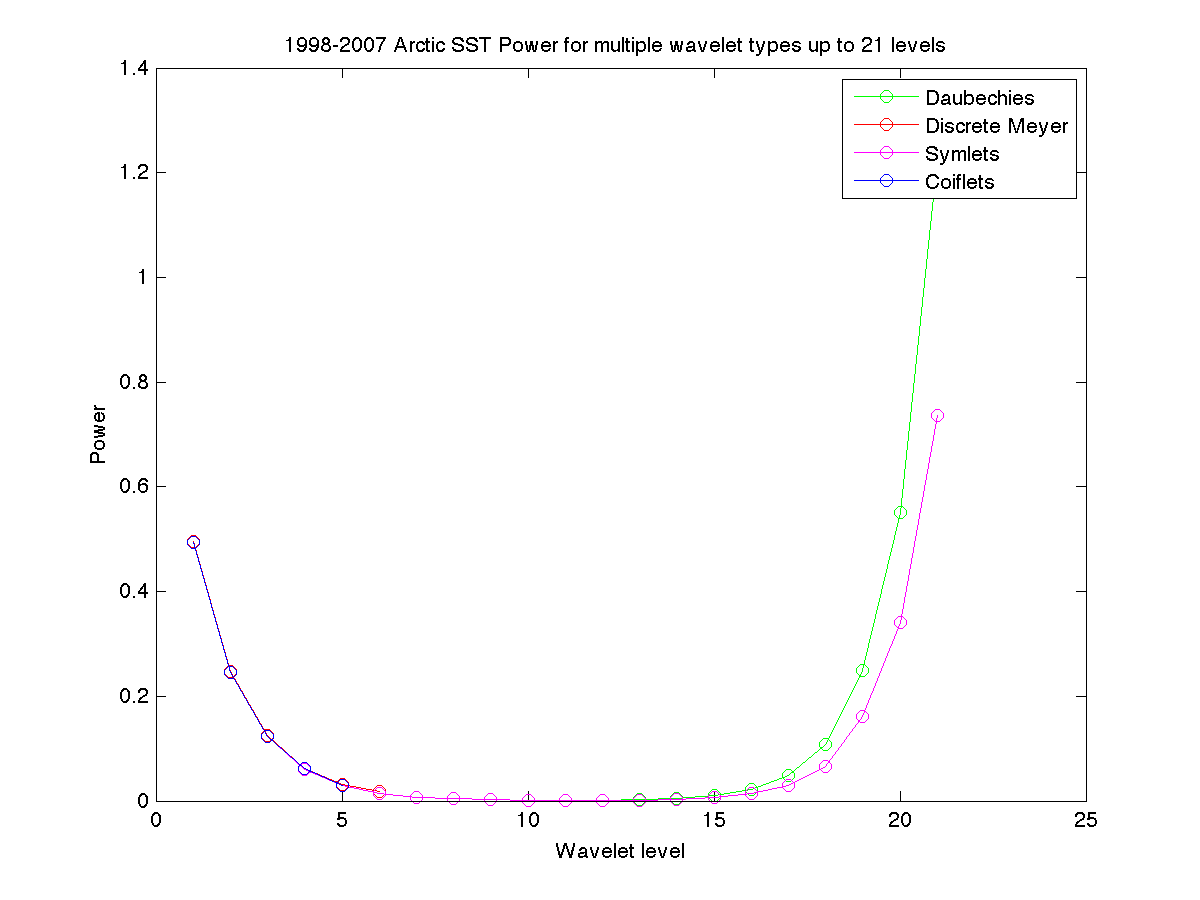 1998-2007 Arctic SST Power for multiple wavelet types up to 21 levels
1.4
1.2
1
0.8
0.6
0.4
0.2
0
Power
Daubechies
Discrete Meyer
Symlets
Coiflets
0 5 10 15 20 25
Wavelet level